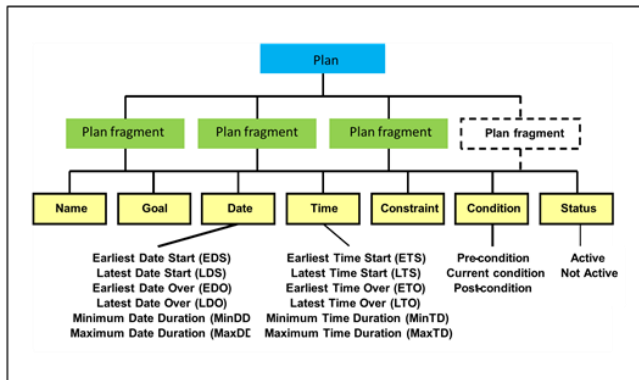 Plan
Plan fragment Plan fragment Plan fragment Plan fragment
Name Goal Date Time Constraint Condition Status
Earliest Date Start (EDS)
Latest Date Start (LDS)
Earliest Date Over (EDO)
Latest Date Over (LDO)
Minimum Date Duration (MinDD
Maximum Date Duration (MaxDD
Earliest Time Start (ETS)
Latest Time Start (LTS)
Earliest Time Over (ETO)
Latest Time Over (LTO)
Minimum Time Duration (MinTD)
Maximum Time Duration (MaxTD)
Pre-condition
Current condition
Post-condition
Active
Not Active